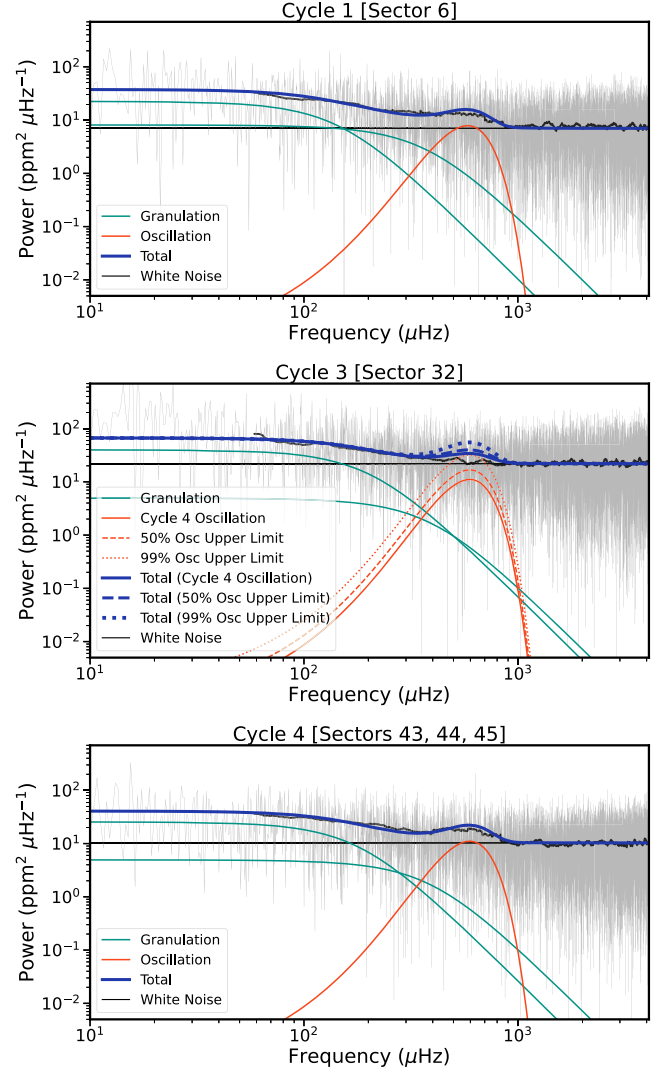 Cycle 1 [Sector 6]
10²
10¹
10⁰
10⁻¹
10⁻²
Power (ppm² μHz⁻¹)
Granulation
Oscillation
Total
White Noise
10¹
10²
10³
Frequency (μHz)
Cycle 3 [Sector 32]
10²
10¹
10⁰
10⁻¹
10⁻²
Power (ppm² μHz⁻¹)
Granulation
Cycle 4 Oscillation
50% Osc Upper Limit
99% Osc Upper Limit
Total (Cycle 4 Oscillation)
Total (50% Osc Upper Limit)
Total (99% Osc Upper Limit)
White Noise
10¹
10²
10³
Frequency (μHz)
Cycle 4 [Sectors 43, 44, 45]
10²
10¹
10⁰
10⁻¹
10⁻²
Power (ppm² μHz⁻¹)
Granulation
Oscillation
Total
White Noise
10¹
10²
10³
Frequency (μHz)